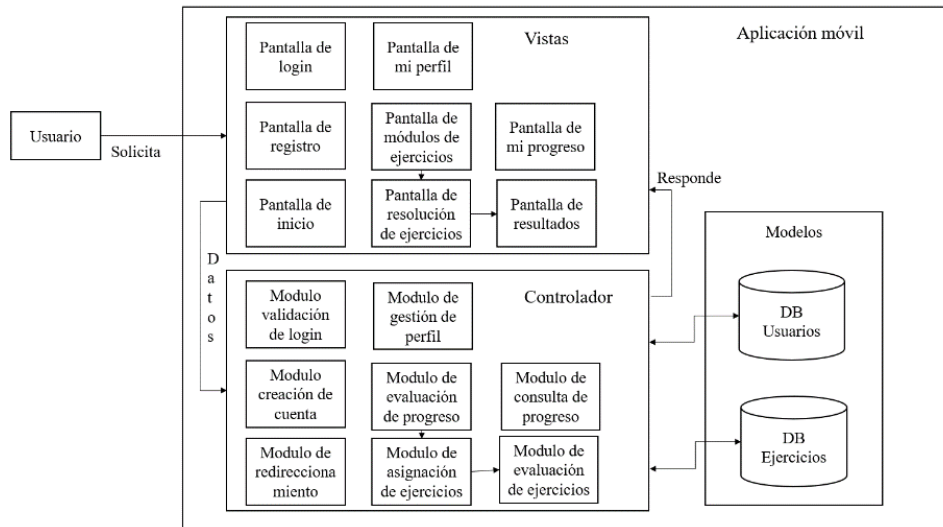 Vistas
Aplicación móvil
Pantalla de
login
Pantalla de
mi perfil
Usuario
Solicita
Pantalla de
registro
Pantalla de
módulos de
ejercicios
Pantalla de
mi progreso
Pantalla de
inicio
Pantalla de
resolución
de ejercicios
Pantalla de
resultados
Responde
D
a
t
o
s
Controlador
Modulo
validación
de login
Modulo de
gestión de
perfil
Modulo
creación de
cuenta
Modulo de
evaluación
de progreso
Modulo de
consulta de
progreso
Modulo de
redirecciona
miento
Modulo de
asignación
de ejercicios
Modulo de
evaluación
de ejercicios
Modelos
DB
Usuarios
DB
Ejercicios